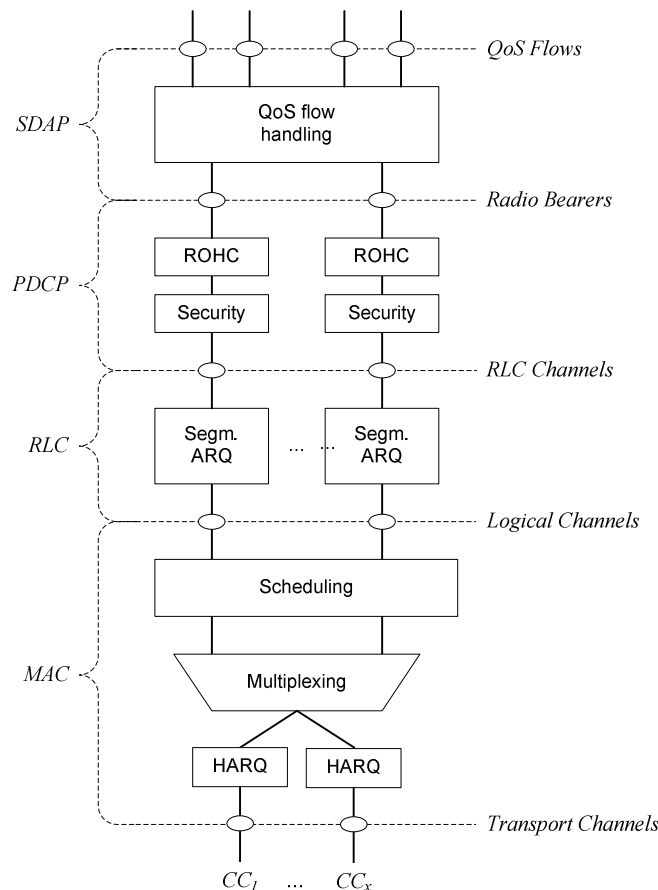 QoS Flows
QoS flow
handling
SDAP
Radio Bearers
ROHC
ROHC
PDCP
Security
Security
RLC Channels
Segm.
ARQ
... ...
Segm.
ARQ
RLC
Logical Channels
Scheduling
MAC
Multiplexing
HARQ
HARQ
Transport Channels
CC1 ... CCx